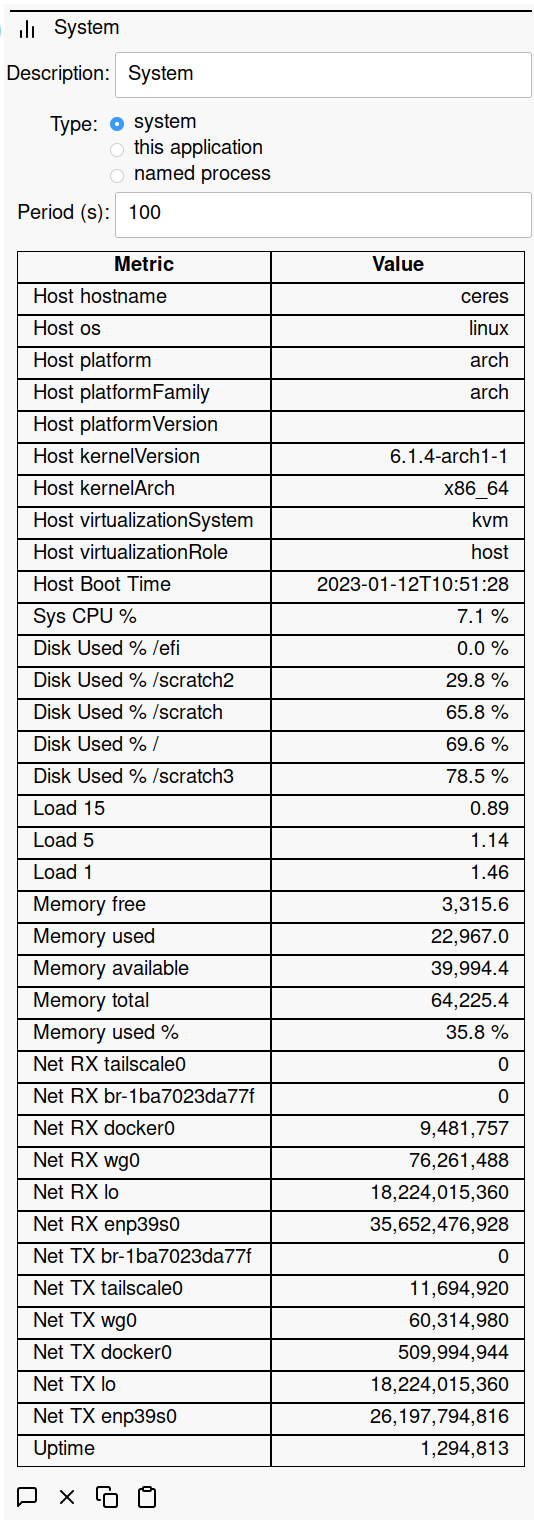 System
Description: System
Type: system
this application
named process
Period (s): 100
Metric Value
Host hostname ceres
Host os linux
Host platform arch
Host platformFamily arch
Host platformVersion
Host kernelVersion 6.1.4-arch1-1
Host kernelArch x86_64
Host virtualizationSystem kvm
Host virtualizationRole host
Host Boot Time 2023-01-12T10:51:28
Sys CPU % 7.1 %
Disk Used % /efi 0.0 %
Disk Used % /scratch2 29.8 %
Disk Used % /scratch 65.8 %
Disk Used % / 69.6 %
Disk Used % /scratch3 78.5 %
Load 15 0.89
Load 5 1.14
Load 1 1.46
Memory free 3,315.6
Memory used 22,967.0
Memory available 39,994.4
Memory total 64,225.4
Memory used % 35.8 %
Net RX tailscale0 0
Net RX br-1ba7023da77f 0
Net RX docker0 9,481,757
Net RX wg0 76,261,488
Net RX lo 18,224,015,360
Net RX enp39s0 35,652,476,928
Net TX br-1ba7023da77f 0
Net TX tailscale0 11,694,920
Net TX wg0 60,314,980
Net TX docker0 509,994,944
Net TX lo 18,224,015,360
Net TX enp39s0 26,197,794,816
Uptime 1,294,813